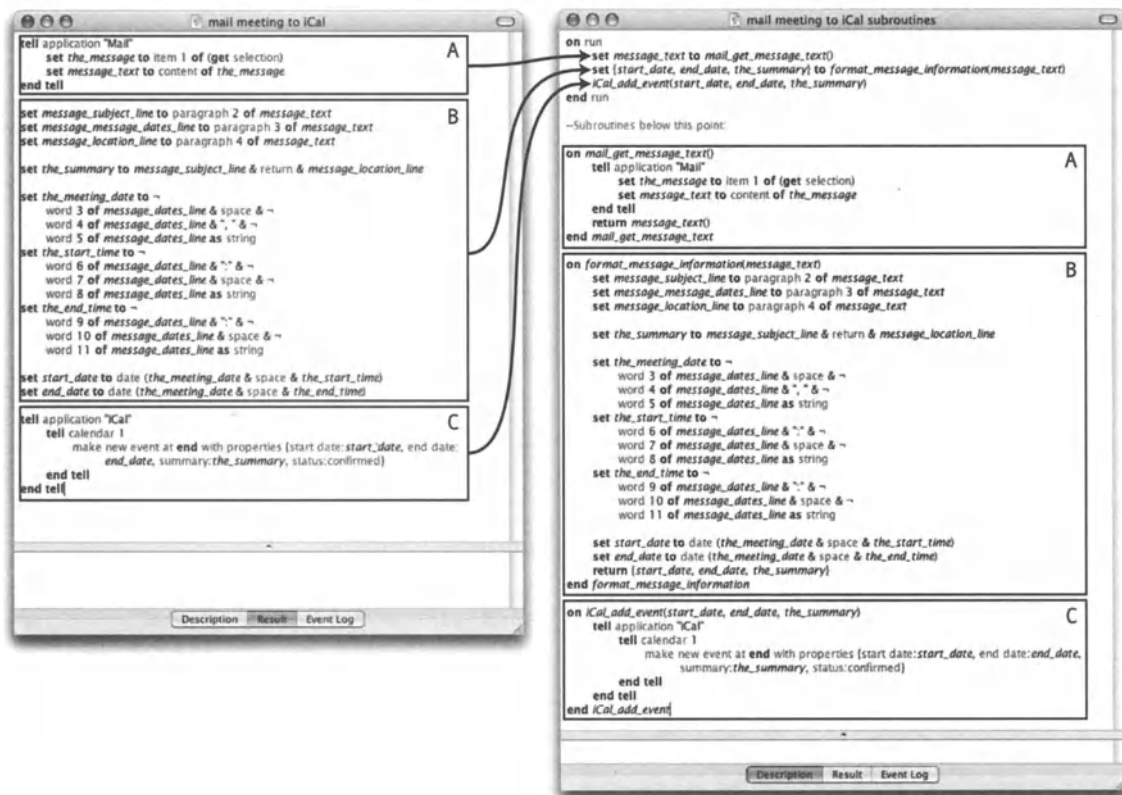 mail meeting to iCal
tell application "Mail"
A
set the_message to item 1 of (get selection)
set message_text to content of the_message
end tell
set message_subject_line to paragraph 2 of message_text
B
set message_message_dates_line to paragraph 3 of message_text
set message_location_line to paragraph 4 of message_text
set the_summary to message_subject_line & return & message_location_line
set the_meeting_date to ¬
word 3 of message_dates_line & space & ¬
word 4 of message_dates_line & ", " & ¬
word 5 of message_dates_line as string
set the_start_time to ¬
word 6 of message_dates_line & ":" & ¬
word 7 of message_dates_line & space & ¬
word 8 of message_dates_line as string
set the_end_time to ¬
word 9 of message_dates_line & ":" & ¬
word 10 of message_dates_line & space & ¬
word 11 of message_dates_line as string
set start_date to date (the_meeting_date & space & the_start_time)
set end_date to date (the_meeting_date & space & the_end_time)
tell application "iCal"
C
tell calendar 1
make new event at end with properties {start date:start_date, end date:
end_date, summary:the_summary, status:confirmed}
end tell
end tell
Description Result Event Log
mail meeting to iCal subroutines
on run
set message_text to mail_get_message_text()
set {start_date, end_date, the_summary} to format_message_information(message_text)
iCal_add_event(start_date, end_date, the_summary)
end run
--Subroutines below this point:
on mail_get_message_text()
A
tell application "Mail"
set the_message to item 1 of (get selection)
set message_text to content of the_message
end tell
return message_text()
end mail_get_message_text
on format_message_information(message_text)
B
set message_subject_line to paragraph 2 of message_text
set message_message_dates_line to paragraph 3 of message_text
set message_location_line to paragraph 4 of message_text
set the_summary to message_subject_line & return & message_location_line
set the_meeting_date to ¬
word 3 of message_dates_line & space & ¬
word 4 of message_dates_line & ", " & ¬
word 5 of message_dates_line as string
set the_start_time to ¬
word 6 of message_dates_line & ":" & ¬
word 7 of message_dates_line & space & ¬
word 8 of message_dates_line as string
set the_end_time to ¬
word 9 of message_dates_line & ":" & ¬
word 10 of message_dates_line & space & ¬
word 11 of message_dates_line as string
set start_date to date (the_meeting_date & space & the_start_time)
set end_date to date (the_meeting_date & space & the_end_time)
return {start_date, end_date, the_summary}
end format_message_information
on iCal_add_event(start_date, end_date, the_summary)
C
tell application "iCal"
tell calendar 1
make new event at end with properties {start date:start_date, end date:end_date,
summary:the_summary, status:confirmed}
end tell
end tell
end iCal_add_event
Description Result Event Log